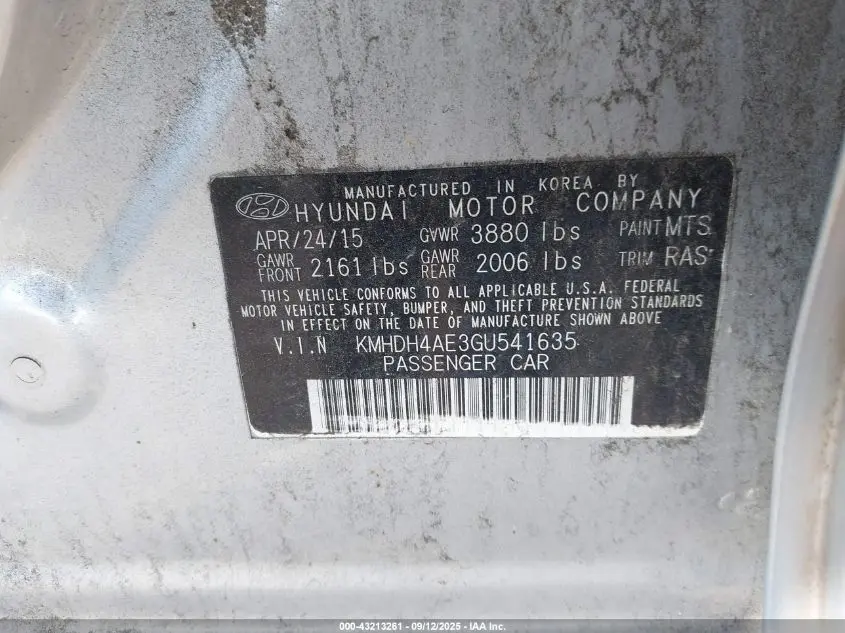 MANUFACTURED IN KOREA BY
HYUNDAI MOTOR COMPANY
APR/24/15 GVWR 3880 lbs PAINT MTS
GAWR FRONT 2161 lbs GAWR REAR 2006 lbs TRIM RAS
THIS VEHICLE CONFORMS TO ALL APPLICABLE U.S.A. FEDERAL
MOTOR VEHICLE SAFETY, BUMPER, AND THEFT PREVENTION STANDARDS
IN EFFECT ON THE DATE OF MANUFACTURE SHOWN ABOVE
V.I.N KMHDH4AE3GU541635
PASSENGER CAR
000-43213261 - 09/12/2025 - IAA Inc.